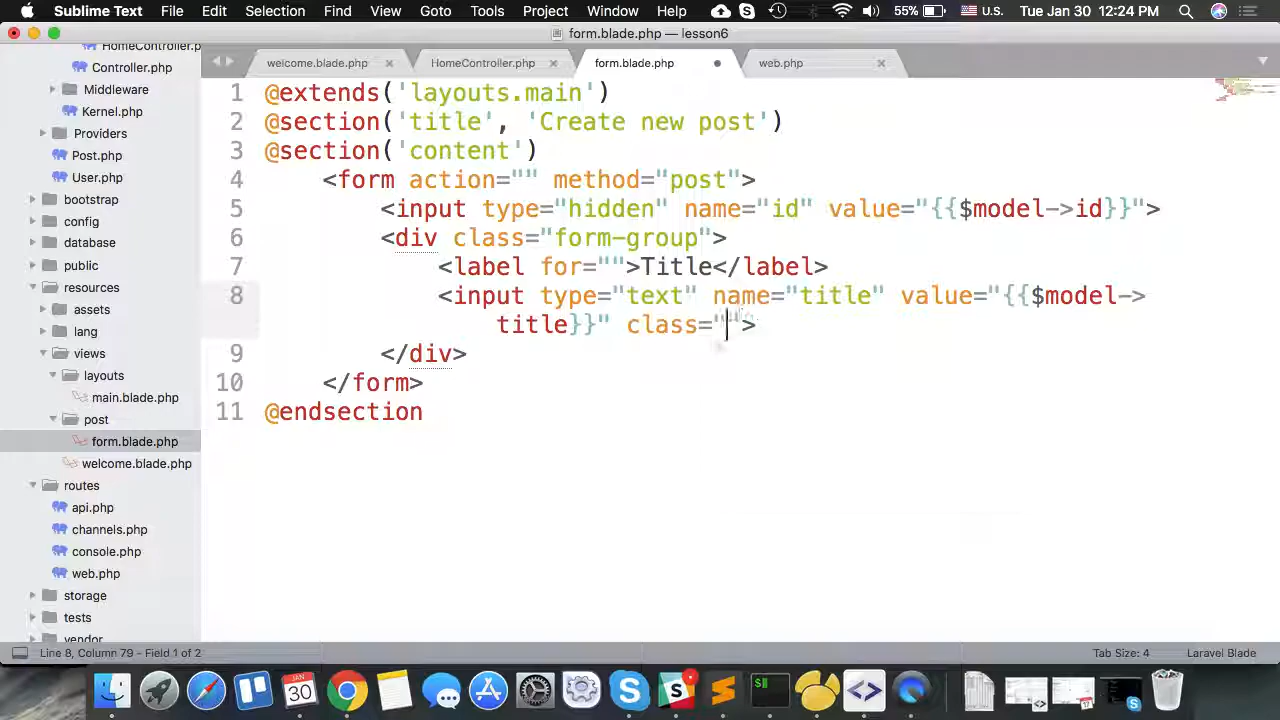 Sublime Text File Edit Selection Find View Goto Tools Project Window Help 55% U.S. Tue Jan 30 12:24 PM
form.blade.php — lesson6
HomeController.p
Controller.php
Middleware
Kernel.php
Providers
Post.php
User.php
bootstrap
config
database
public
resources
assets
lang
views
layouts
main.blade.php
post
form.blade.php
welcome.blade.php
routes
api.php
channels.php
console.php
web.php
storage
tests
vendor
welcome.blade.php HomeController.php form.blade.php web.php
1 @extends('layouts.main')
2 @section('title', 'Create new post')
3 @section('content')
4 <form action="" method="post">
5 <input type="hidden" name="id" value="{{$model->id}}">
6 <div class="form-group">
7 <label for="">Title</label>
8 <input type="text" name="title" value="{{$model->
title}}" class="">
9 </div>
10 </form>
11 @endsection
Line 8, Column 79 - Field 1 of 2 Tab Size: 4 Laravel Blade
30